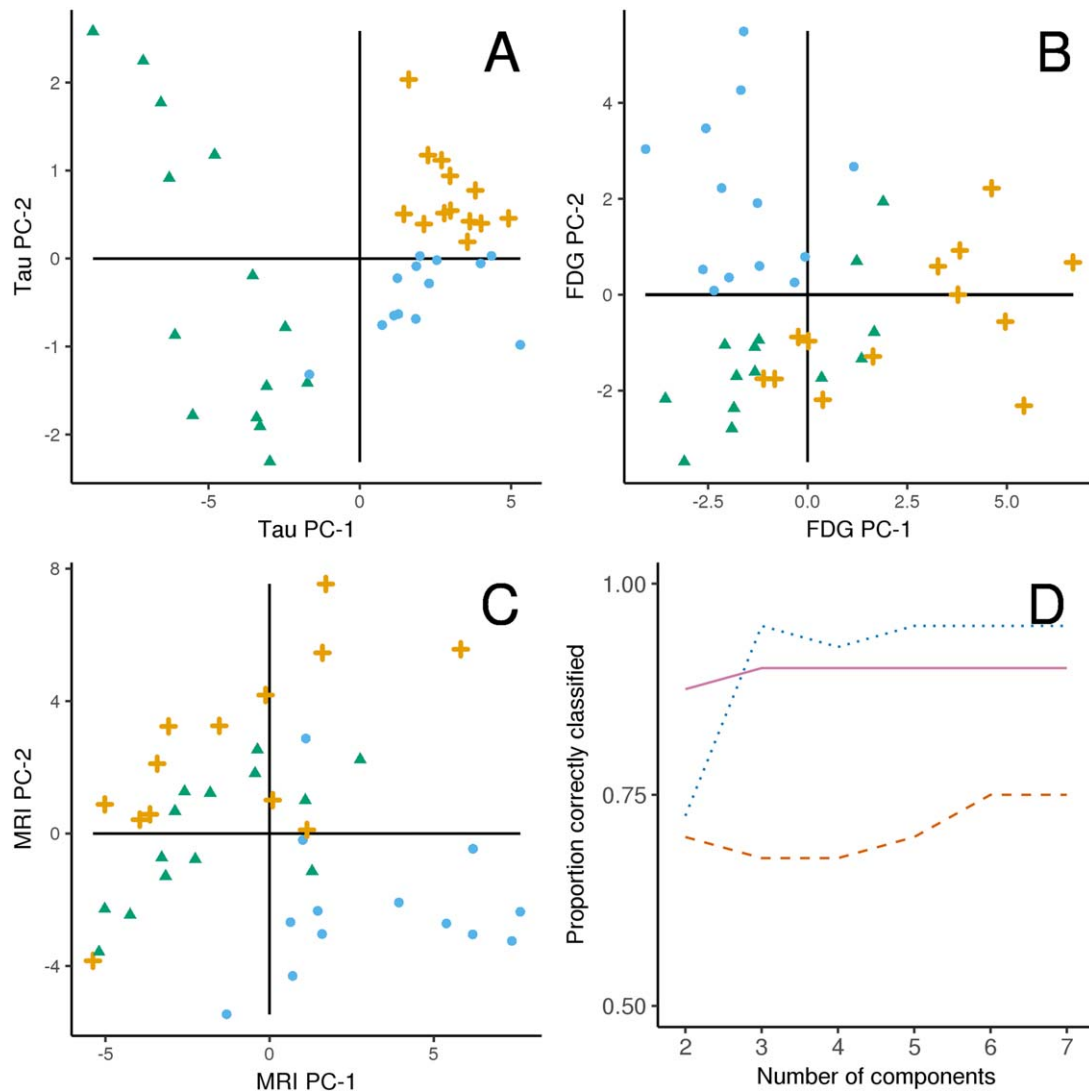 A
Tau PC-2
2
1
0
-1
-2
-5
0
5
Tau PC-1
B
FDG PC-2
4
2
0
-2
-2.5
0.0
2.5
5.0
FDG PC-1
C
MRI PC-2
8
4
0
-4
-5
0
5
MRI PC-1
D
Proportion correctly classified
1.00
0.75
0.50
2
3
4
5
6
7
Number of components